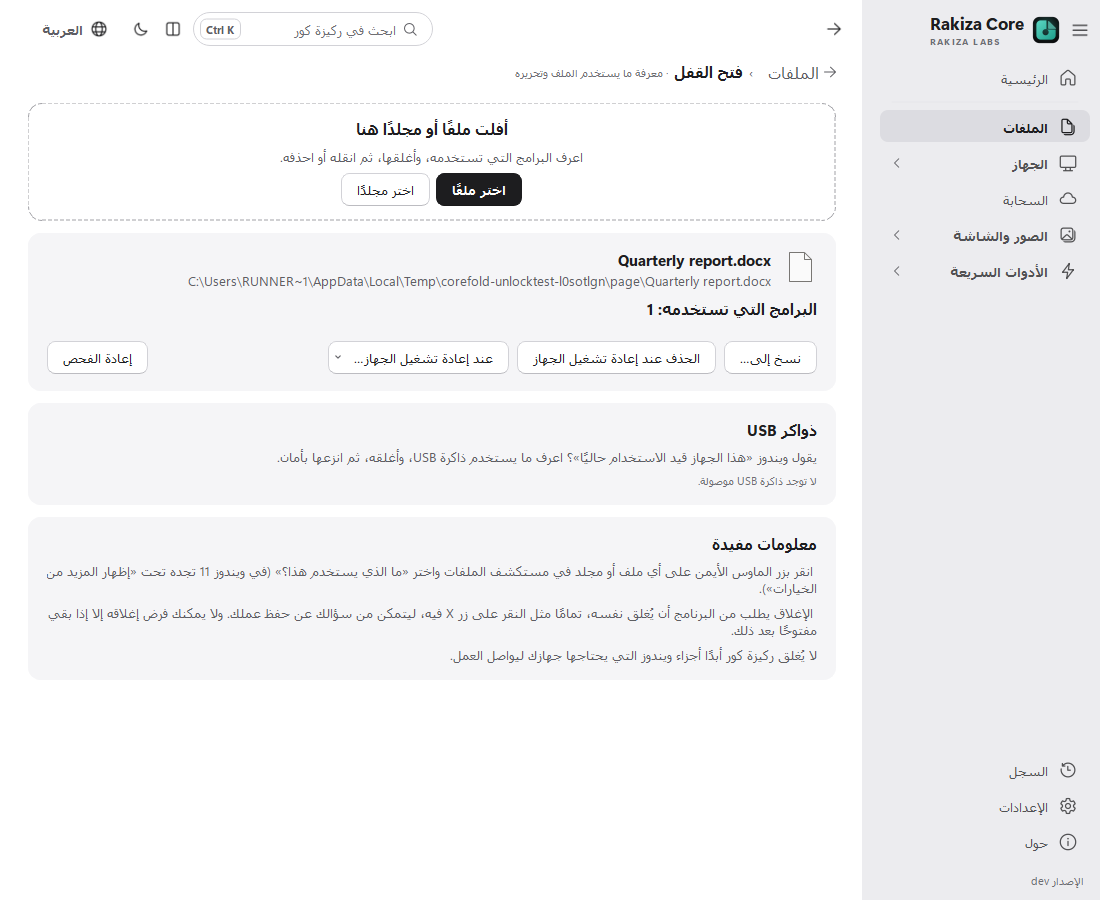 Rakiza Core
RAKIZA LABS
الرئيسية
الملفات
الجهاز
السحابة
الصور والشاشة
الأدوات السريعة
السجل
الإعدادات
حول
الإصدار dev
ابحث في ركيزة كور
Ctrl K
العربية
الملفات › فتح القفل · معرفة ما يستخدم الملف وتحريره
أفلت ملفًا أو مجلدًا هنا
اعرف البرامج التي تستخدمه، وأغلقها، ثم انقله أو احذفه.
اختر ملفًا
اختر مجلدًا
Quarterly report.docx
C:\Users\RUNNER~1\AppData\Local\Temp\corefold-unlocktest-l0sotlgn\page\Quarterly report.docx
البرامج التي تستخدمه: 1
نسخ إلى...
الحذف عند إعادة تشغيل الجهاز
عند إعادة تشغيل الجهاز...
إعادة الفحص
ذواكر USB
يقول ويندوز «هذا الجهاز قيد الاستخدام حاليًا»؟ اعرف ما يستخدم ذاكرة USB، وأغلقه، ثم انزعها بأمان.
لا توجد ذاكرة USB موصولة.
معلومات مفيدة
انقر بزر الماوس الأيمن على أي ملف أو مجلد في مستكشف الملفات واختر «ما الذي يستخدم هذا؟» (في ويندوز 11 تجده تحت «إظهار المزيد من
الخيارات»).
الإغلاق يطلب من البرنامج أن يُغلق نفسه، تمامًا مثل النقر على زر X فيه، ليتمكن من سؤالك عن حفظ عملك. ولا يمكنك فرض إغلاقه إلا إذا بقي
مفتوحًا بعد ذلك.
لا يُغلق ركيزة كور أبدًا أجزاء ويندوز التي يحتاجها جهازك ليواصل العمل.